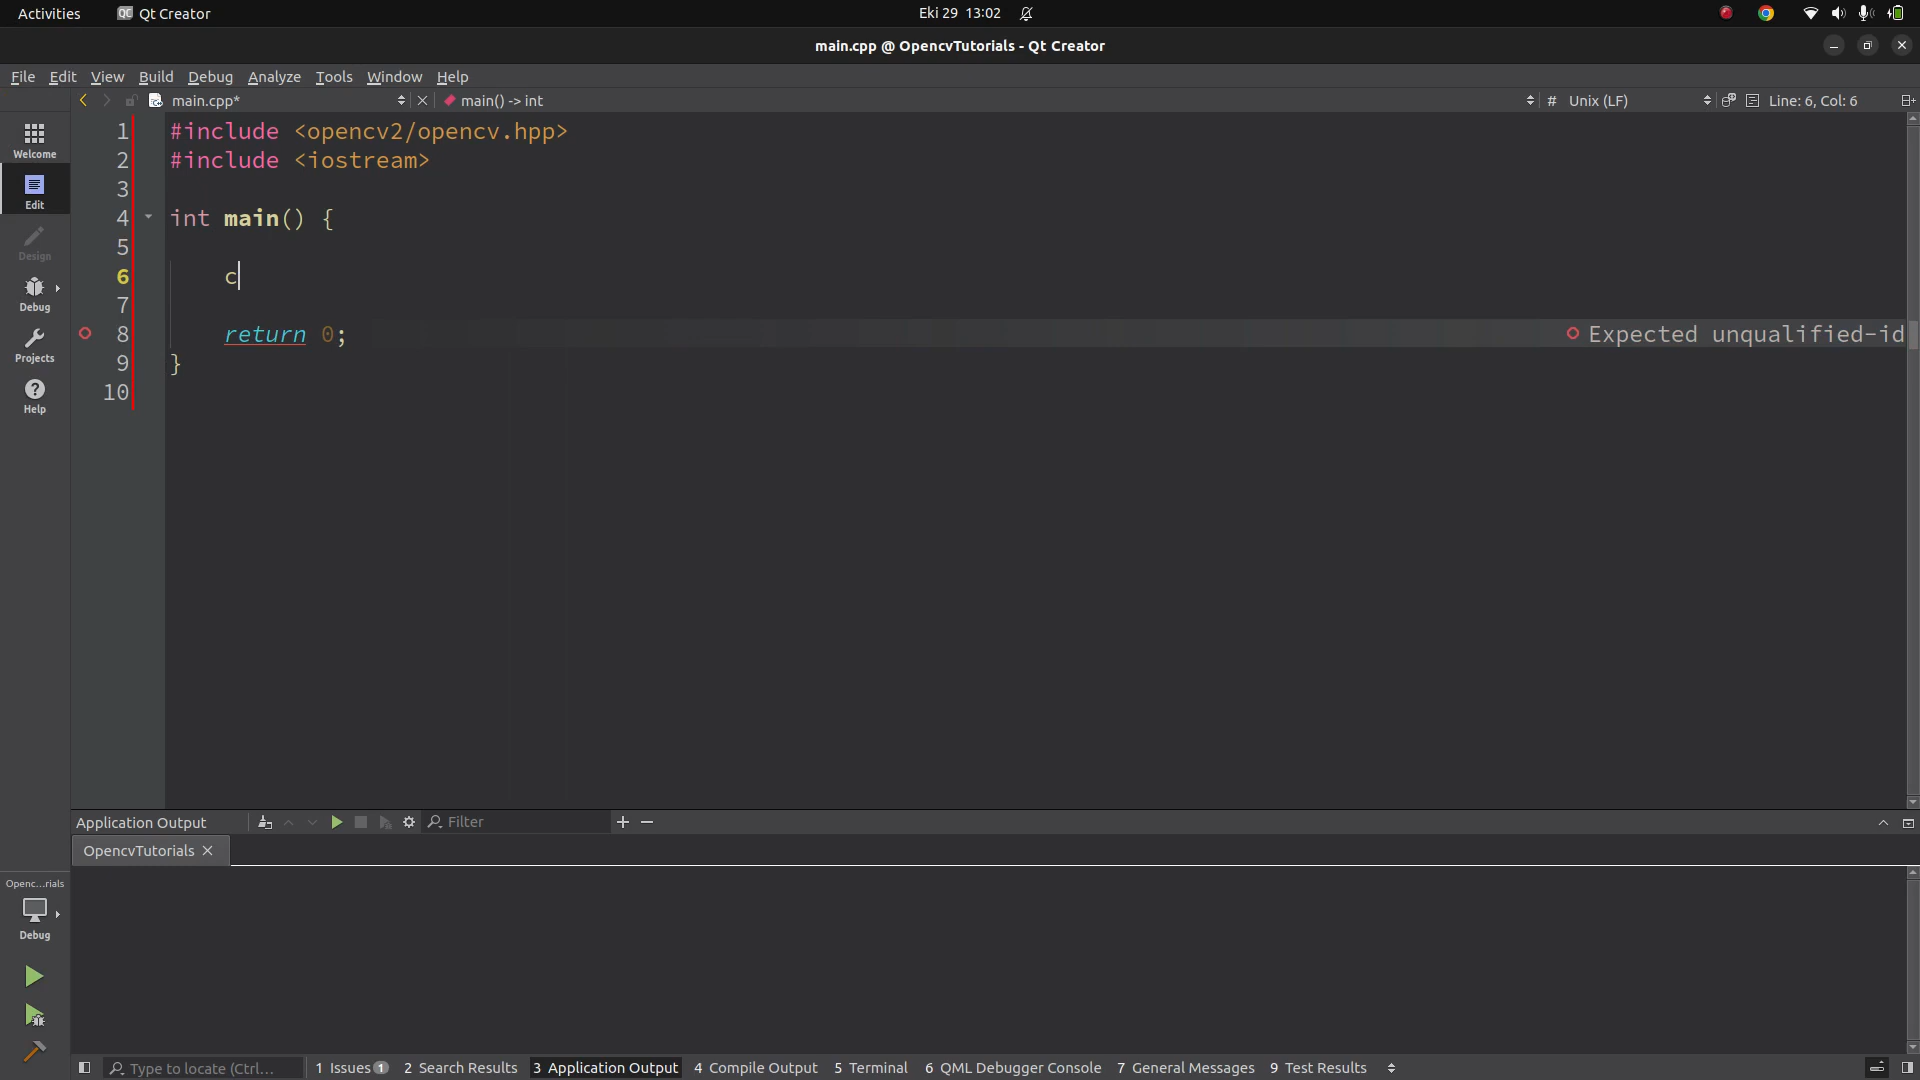 Activities Qt Creator Eki 29 13:02
main.cpp @ OpencvTutorials - Qt Creator
File Edit View Build Debug Analyze Tools Window Help
main.cpp* main() -> int # Unix (LF) Line: 6, Col: 6
Welcome
Edit
Design
Debug
Projects
Help
1 #include <opencv2/opencv.hpp>
2 #include <iostream>
3
4 int main() {
5
6 c
7
8 return 0; Expected unqualified-id
9 }
10
Application Output Filter
OpencvTutorials
Openc...rials
Debug
Type to locate (Ctrl... 1 Issues 1 2 Search Results 3 Application Output 4 Compile Output 5 Terminal 6 QML Debugger Console 7 General Messages 9 Test Results